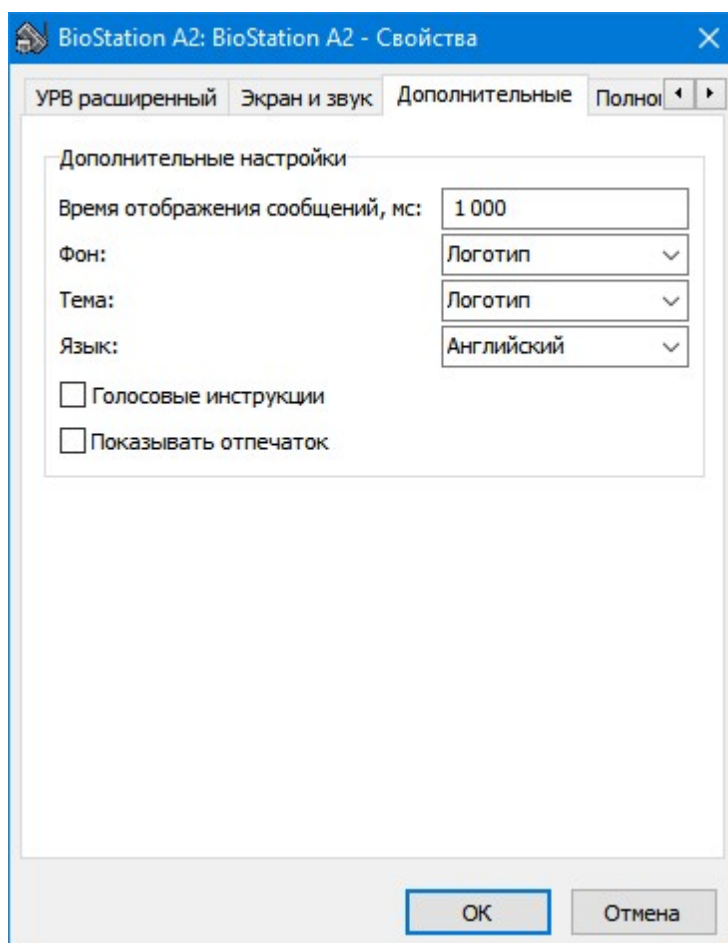 BioStation A2: BioStation A2 - Свойства
УРВ расширенный Экран и звук Дополнительные
Дополнительные настройки
Время отображения сообщений, мс: 1 000
Фон: Логотип
Тема: Логотип
Язык: Английский
Голосовые инструкции
Показывать отпечаток
ОК Отмена